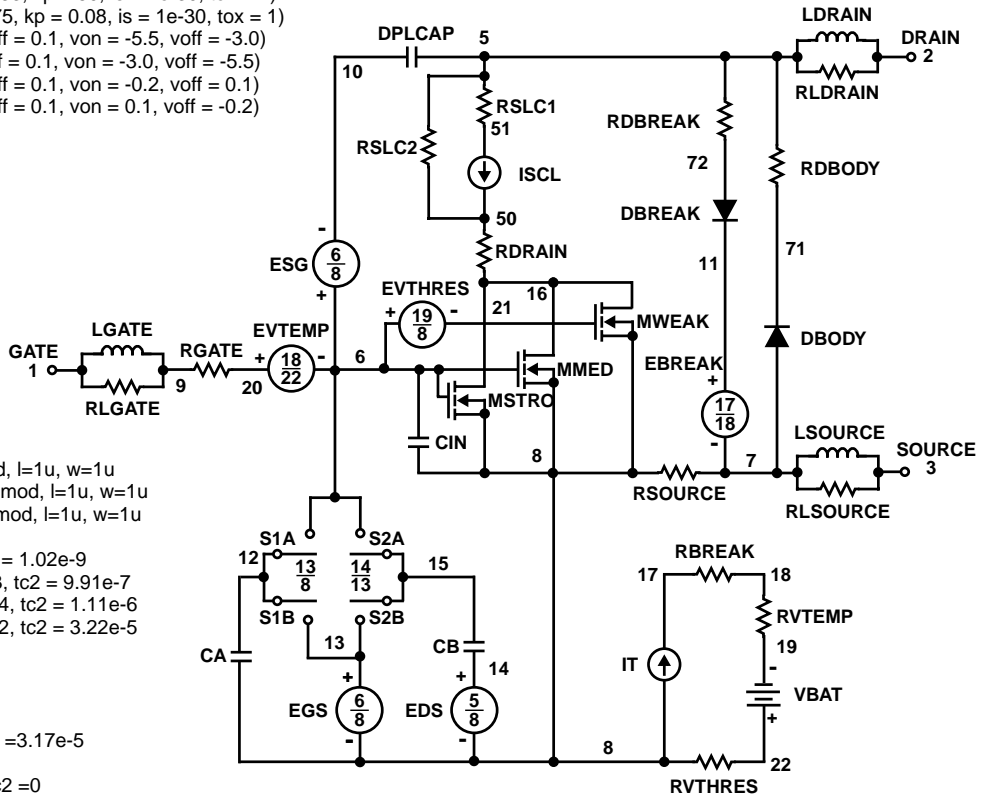 75, kp = 0.08, is = 1e-30, tox = 1)
ff = 0.1, von = -5.5, voff = -3.0)
f = 0.1, von = -3.0, voff = -5.5)
ff = 0.1, von = -0.2, voff = 0.1)
ff = 0.1, von = 0.1, voff = -0.2)
LDRAIN
DPLCAP 5 DRAIN
2
10
RLDRAIN
RSLC1
51
RDBREAK
RSLC2
72
ISCL
RDBODY
50
DBREAK
RDRAIN
71
ESG
6
8
-
+
11
EVTHRES
+ 19 -
8
16
21
MWEAK
LGATE
EVTEMP
GATE
1
RGATE
+ 18 -
22
6
EBREAK
DBODY
MMED
9
20
RLGATE
MSTRO
+
17
18
-
CIN
8
7
LSOURCE
SOURCE
3
RSOURCE
RLSOURCE
d, l=1u, w=1u
mod, l=1u, w=1u
mod, l=1u, w=1u
= 1.02e-9
3, tc2 = 9.91e-7
4, tc2 = 1.11e-6
2, tc2 = 3.22e-5
=3.17e-5
c2 =0
S1A
S2A
12
13
8
14
13
15
S1B
S2B
13
CA
CB
14
+
EGS
6
8
-
+
EDS
5
8
-
RBREAK
17
18
RVTEMP
19
IT
-
VBAT
+
8
22
RVTHRES